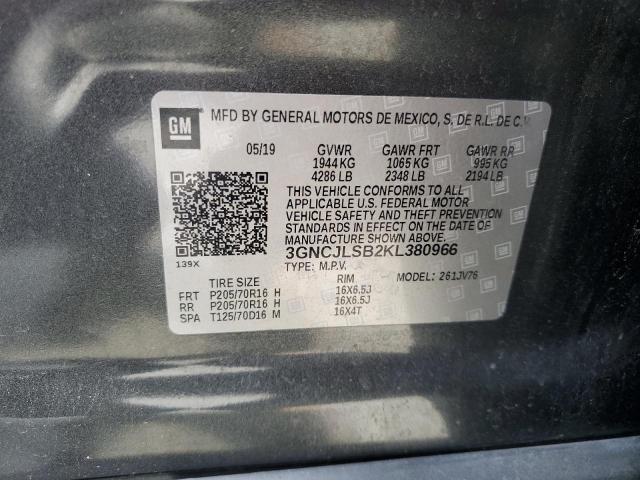 GM
MFD BY GENERAL MOTORS DE MEXICO, S. DE R.L. DE C.V
05/19 GVWR GAWR FRT GAWR RR
1944 KG 1065 KG 995 KG
4286 LB 2348 LB 2194 LB
THIS VEHICLE CONFORMS TO ALL
APPLICABLE U.S. FEDERAL MOTOR
VEHICLE SAFETY AND THEFT PREVENTION
STANDARDS IN EFFECT ON THE DATE OF
MANUFACTURE SHOWN ABOVE.
3GNCJLSB2KL380966
139X
TYPE: M.P.V.
MODEL: 261JV76
TIRE SIZE RIM
FRT P205/70R16 H 16X6.5J
RR P205/70R16 H 16X6.5J
SPA T125/70D16 M 16X4T